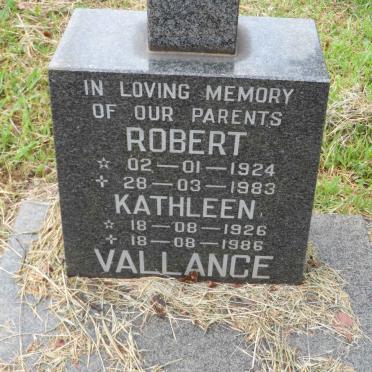 IN LOVING MEMORY
OF OUR PARENTS
ROBERT
☆ 02—01—1924
✢ 28—03—1983
KATHLEEN
☆ 18—08—1926
✢ 18—08—1986
VALLANCE